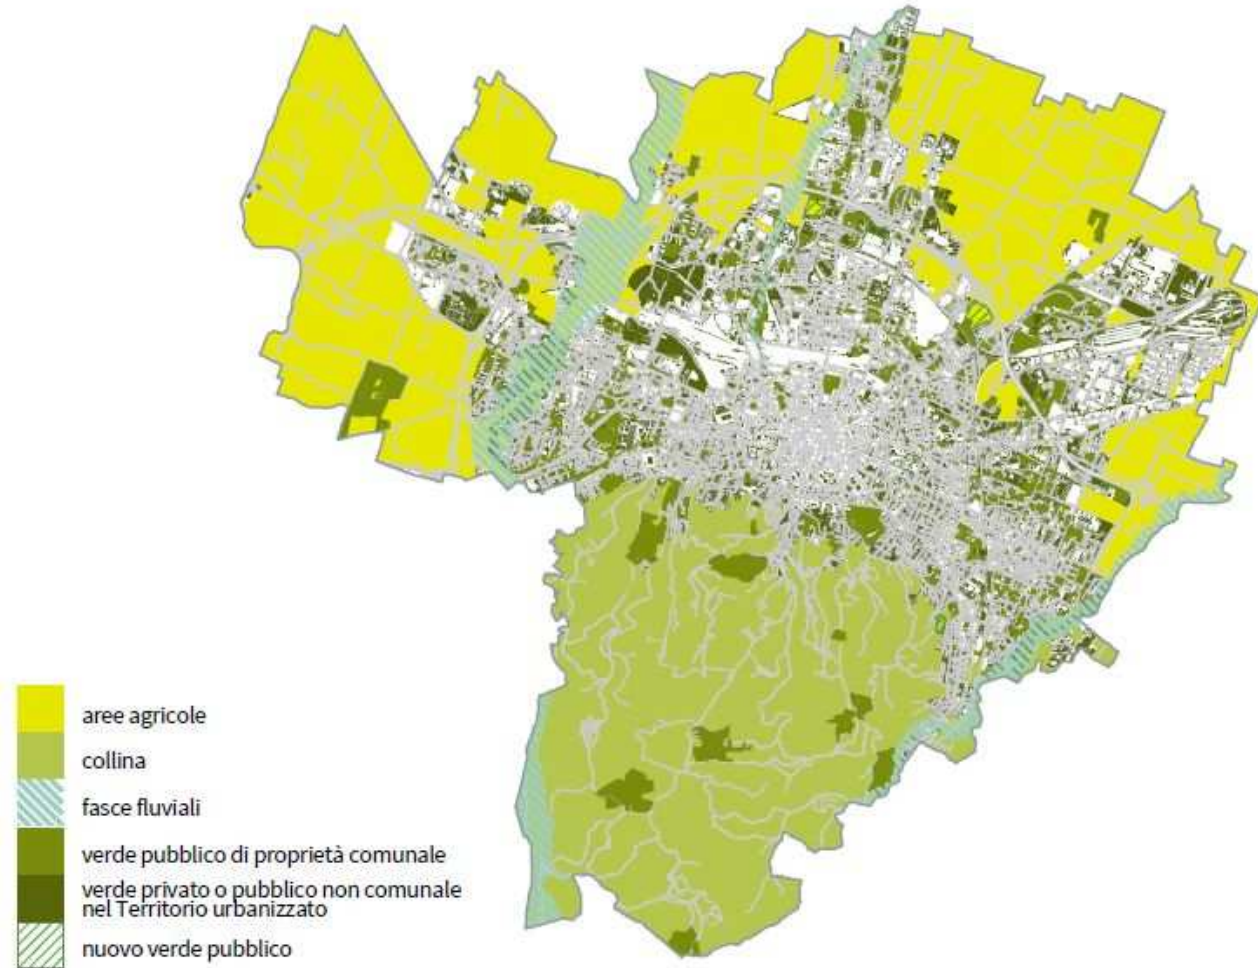 aree agricole
collina
fasce fluviali
verde pubblico di proprietà comunale
verde privato o pubblico non comunale
nel Territorio urbanizzato
nuovo verde pubblico